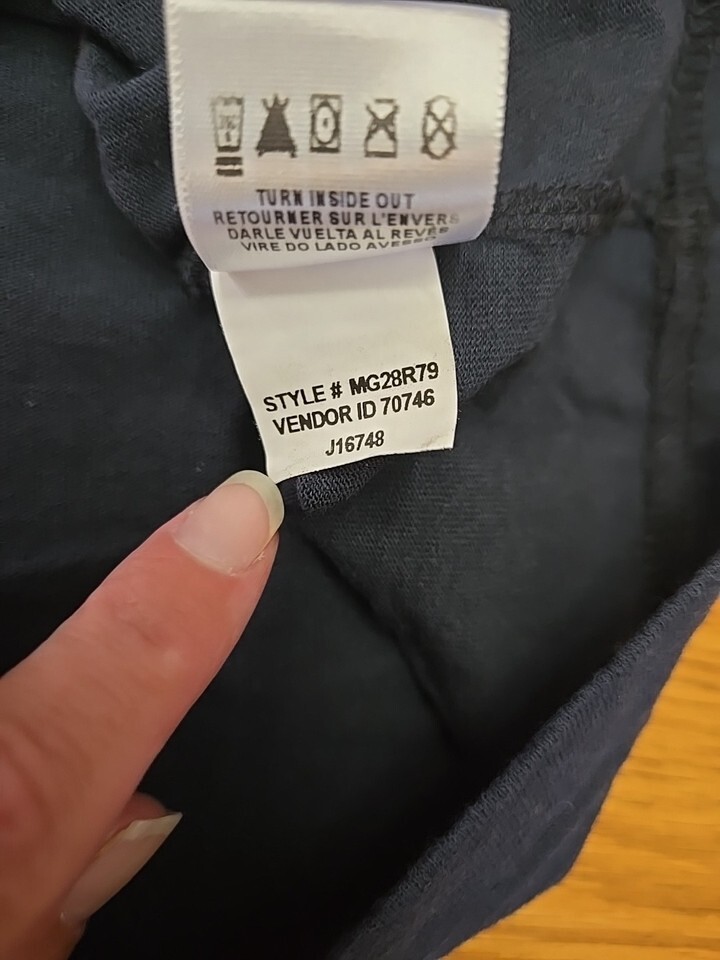 TURN INSIDE OUT
RETOURNER SUR L'ENVERS
DARLE VUELTA AL REVÉS
VIRE DO LADO AVESSO
STYLE # MG28R79
VENDOR ID 70746
J16748